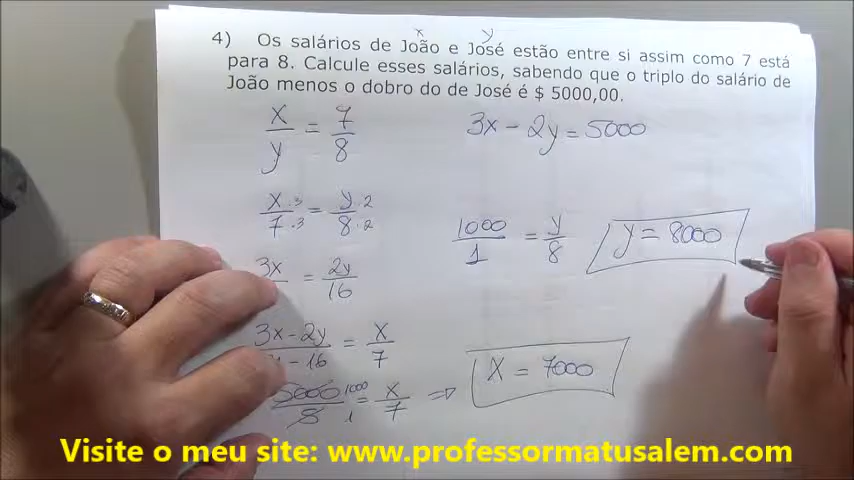 x y
4) Os salários de João e José estão entre si assim como 7 está
para 8. Calcule esses salários, sabendo que o triplo do salário de
João menos o dobro do de José é $ 5000,00.
x/y = 7/8
3x - 2y = 5000
x·3/7·3 = y·2/8·2
1000/1 = y/8
y = 8000
3x = 2y/16
3x - 2y/ - 16 = x/7
5000/8 1000/1 = x/7 ⇒ x = 7000
Visite o meu site: www.professormatusalem.com